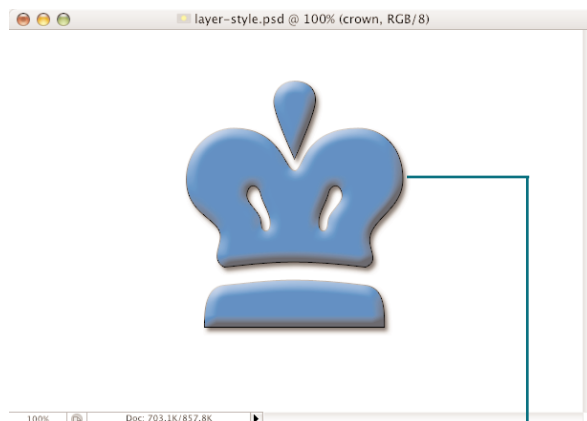 layer-style.psd @ 100% (crown, RGB/8)
100% Doc: 703.1K/857.8K